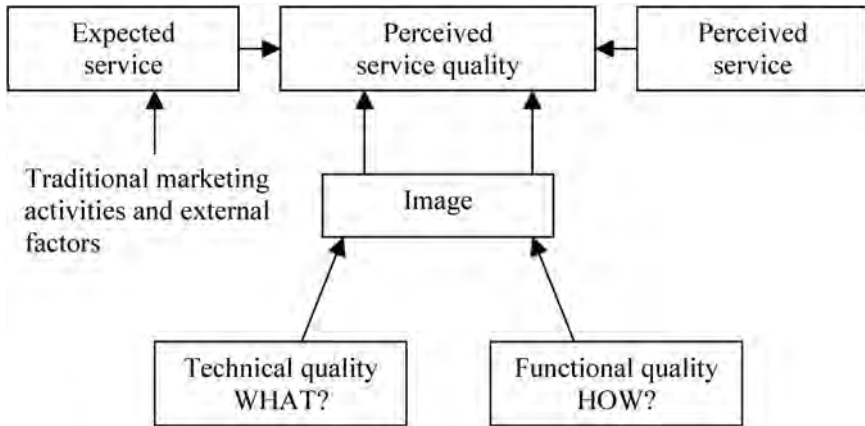 Expected
service
Perceived
service quality
Perceived
service
Traditional marketing
activities and external
factors
Image
Technical quality
WHAT?
Functional quality
HOW?